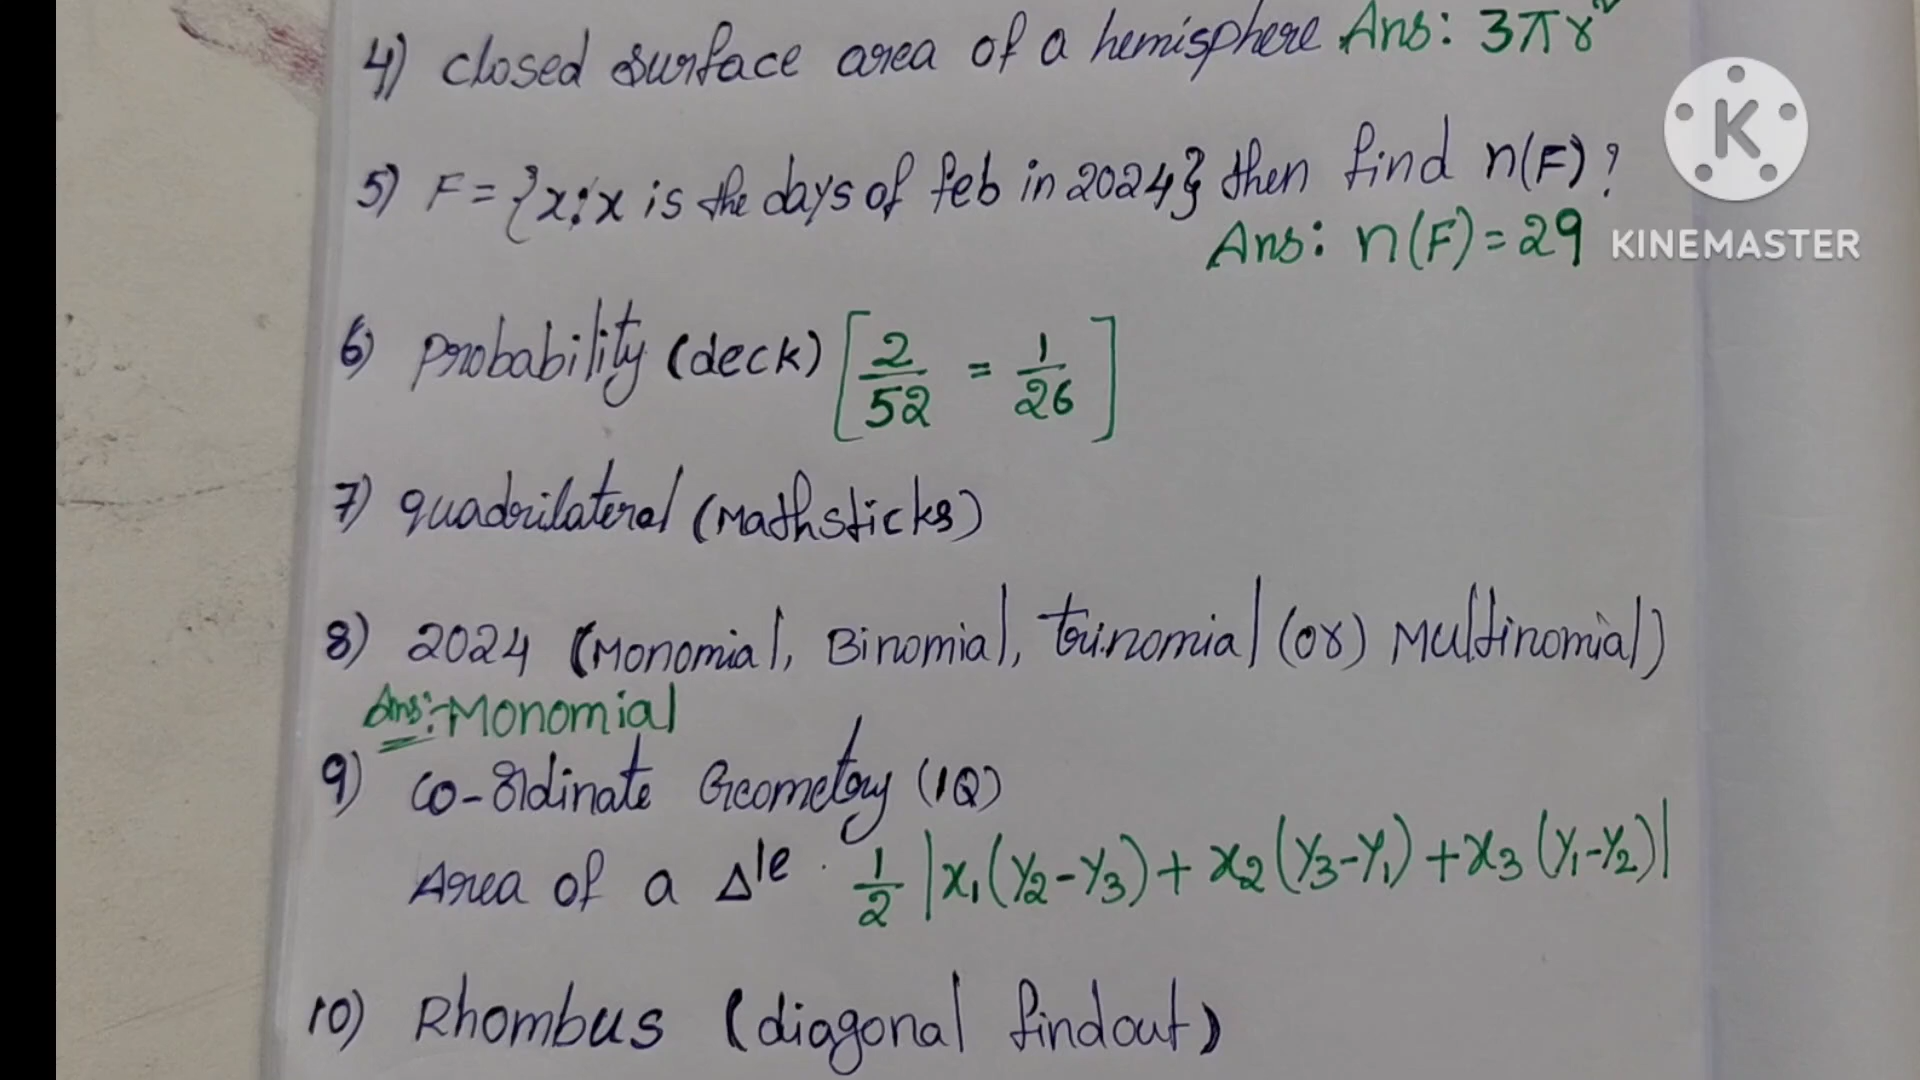 4) closed surface area of a hemisphere Ans: 3πr²
5) F = {x:x is the days of feb in 2024} then find n(F)?
Ans: n(F) = 29
KINEMASTER
6) Probability (deck) [2/52 = 1/26]
7) quadrilateral (Mathsticks)
8) 2024 (Monomial, Binomial, trinomial (or) Multinomial)
Ans:- Monomial
9) Co-ordinate Geometry (1Q)
Area of a Δle. 1/2 |x₁(y₂-y₃) + x₂(y₃-y₁) + x₃(y₁-y₂)|
10) Rhombus (diagonal findout)